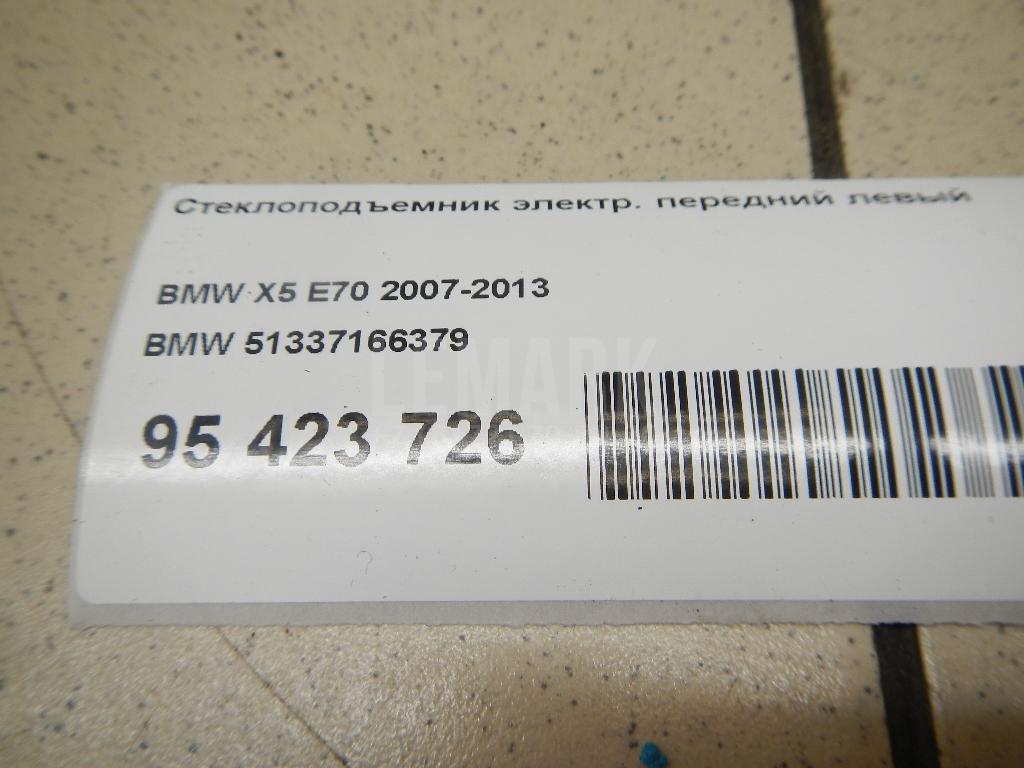 Стеклоподъемник электр. передний левый
BMW X5 E70 2007-2013
BMW 51337166379
LEMARK
95 423 726